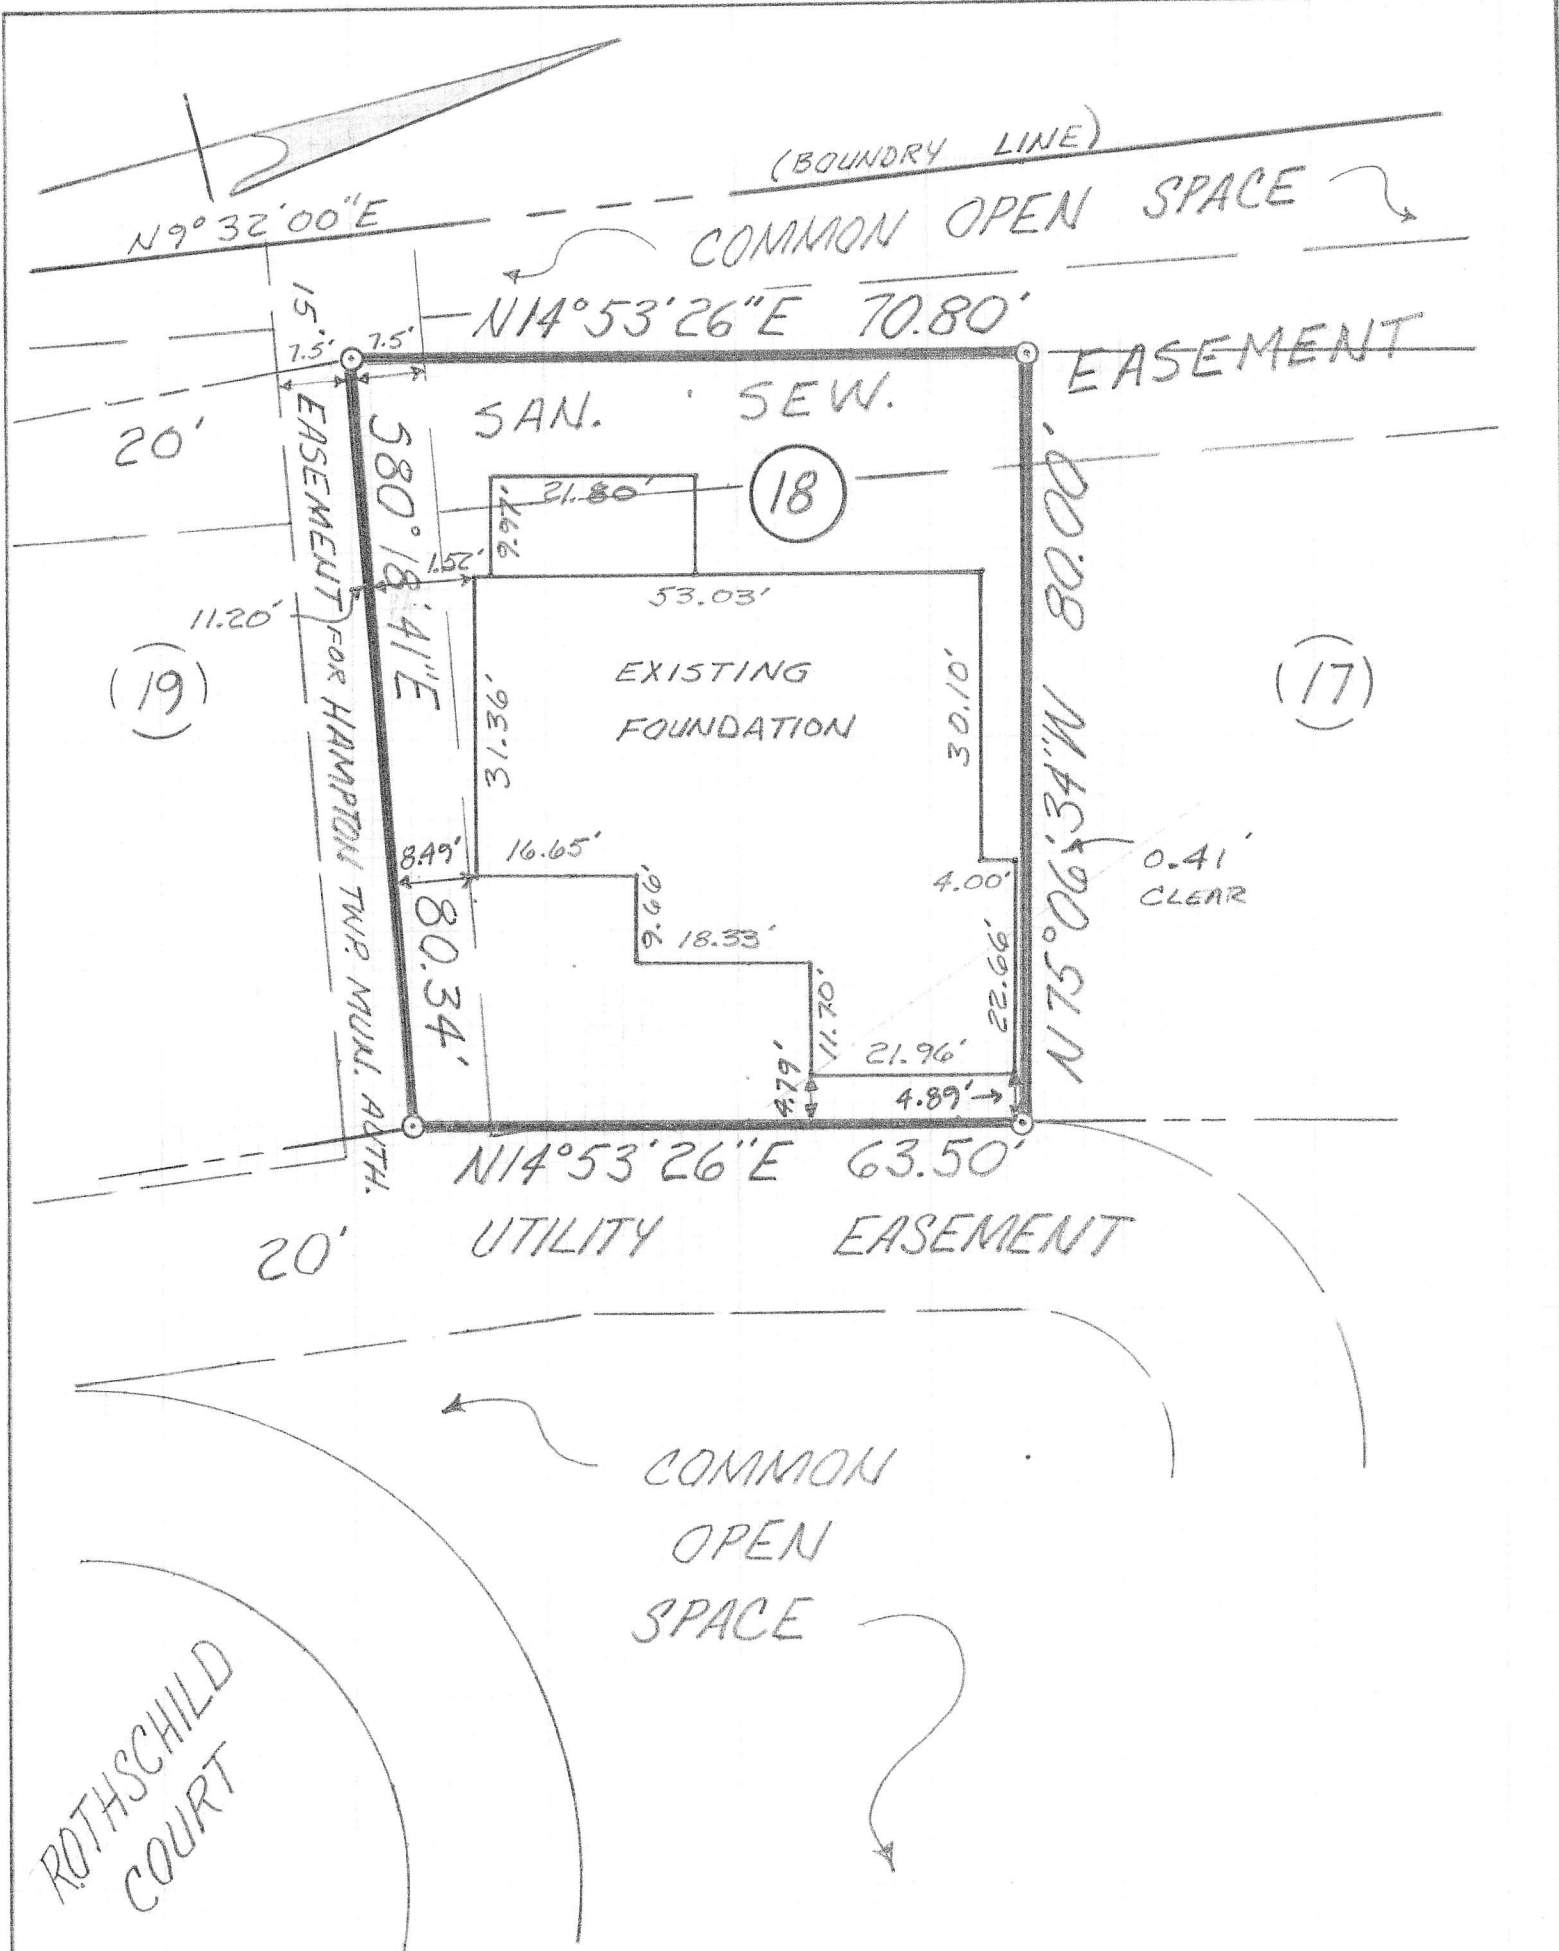 (BOUNDRY LINE)
N9°32'00"E
COMMON OPEN SPACE
N14°53'26"E 70.80'
15' EASEMENT FOR HAMPTON TWP. MUNI. AUTH.
7.5' 7.5'
EASEMENT
20'
SAN. SEW.
18
21.80'
9.97'
S80°18'41"E 80.34'
1.52'
11.20'
53.03'
N75°06'34"W 80.00'
19
17
EXISTING
FOUNDATION
31.36'
30.10'
8.49'
16.65'
9.66'
4.00'
0.41'
CLEAR
18.33'
11.70'
22.66'
21.96'
4.79'
4.89'
N14°53'26"E 63.50'
20'
UTILITY EASEMENT
COMMON
OPEN
SPACE
ROTHSCHILD
COURT